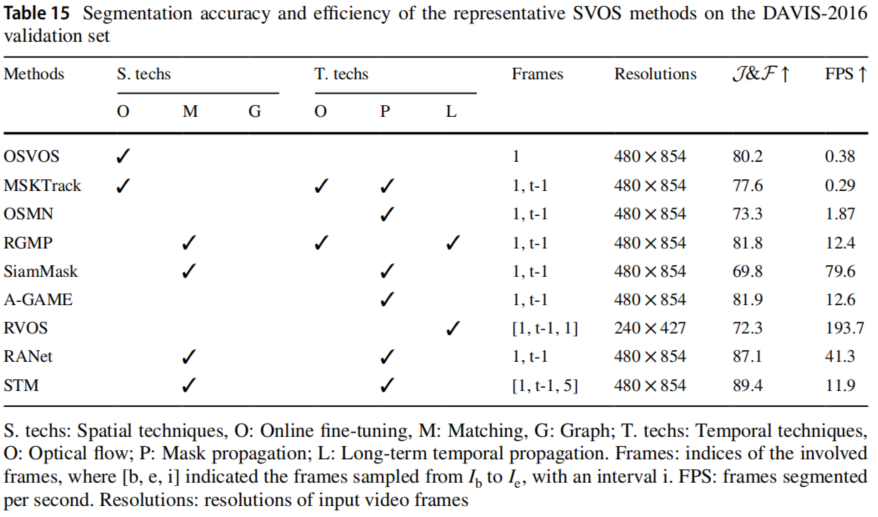 Table 15 Segmentation accuracy and efficiency of the representative SVOS methods on the DAVIS-2016
validation set
Methods S. techs T. techs Frames Resolutions J&F ↑ FPS ↑
O M G O P L
OSVOS ✓ 1 480 × 854 80.2 0.38
MSKTrack ✓ ✓ ✓ 1, t-1 480 × 854 77.6 0.29
OSMN ✓ 1, t-1 480 × 854 73.3 1.87
RGMP ✓ ✓ ✓ 1, t-1 480 × 854 81.8 12.4
SiamMask ✓ ✓ 1, t-1 480 × 854 69.8 79.6
A-GAME ✓ 1, t-1 480 × 854 81.9 12.6
RVOS ✓ [1, t-1, 1] 240 × 427 72.3 193.7
RANet ✓ ✓ 1, t-1 480 × 854 87.1 41.3
STM ✓ ✓ [1, t-1, 5] 480 × 854 89.4 11.9
S. techs: Spatial techniques, O: Online fine-tuning, M: Matching, G: Graph; T. techs: Temporal techniques,
O: Optical flow; P: Mask propagation; L: Long-term temporal propagation. Frames: indices of the involved
frames, where [b, e, i] indicated the frames sampled from I_b to I_e, with an interval i. FPS: frames segmented
per second. Resolutions: resolutions of input video frames